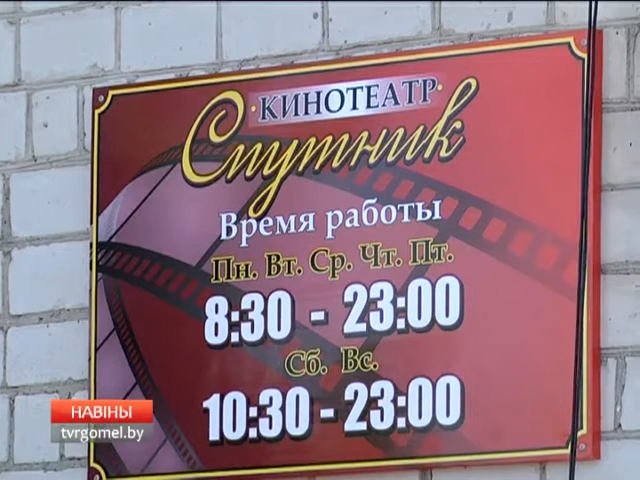 КИНОТЕАТР
Спутник
Время работы
Пн. Вт. Ср. Чт. Пт.
8:30 - 23:00
Сб. Вс.
10:30 - 23:00
НАВІНЫ
tvrgomel.by